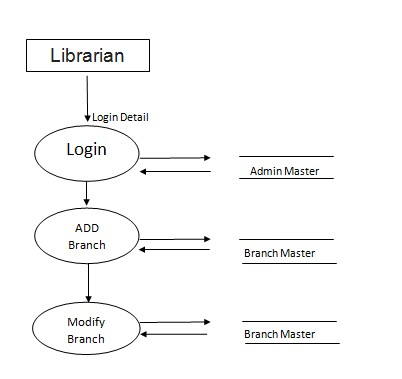 Librarian
Login Detail
Login
Admin Master
ADD
Branch
Branch Master
Modify
Branch
Branch Master